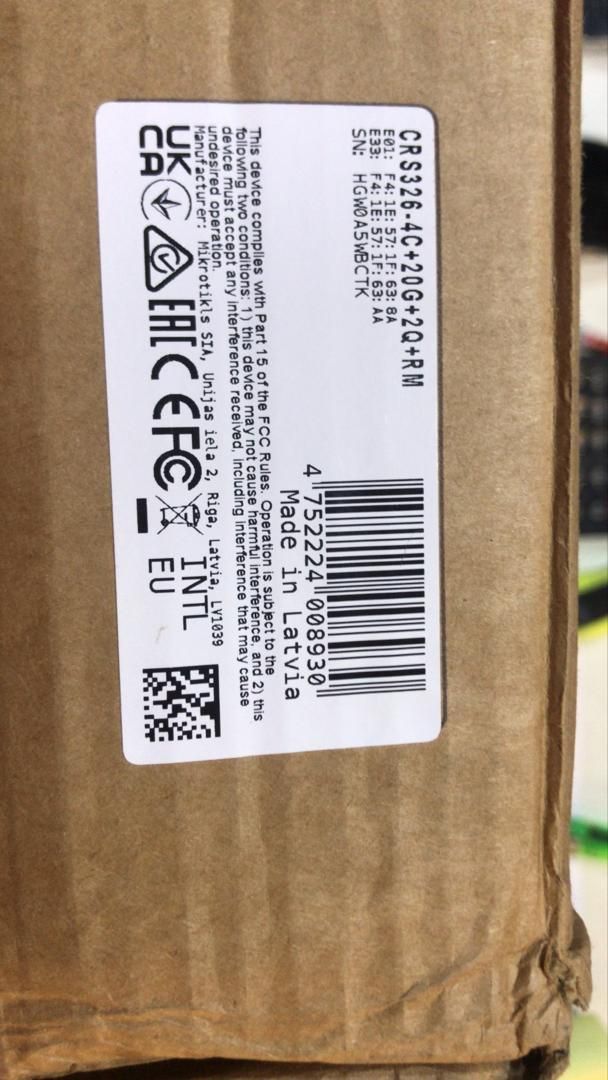 CRS326-4C+20G+2Q+RM
E01: F4:1E:57:1F:63:8A
E33: F4:1E:57:1F:63:AA
SN: HGW0A5WBCTK
4 752224 008930
Made in Latvia
This device complies with Part 15 of the FCC Rules. Operation is subject to the
following two conditions: 1) this device may not cause harmful interference, and 2) this
device must accept any interference received, including interference that may cause
undesired operation.
Manufacturer: Mikrotikls SIA, Unijas iela 2, Riga, Latvia, LV1039
UK
CA
EAC CE FC
INTL
EU